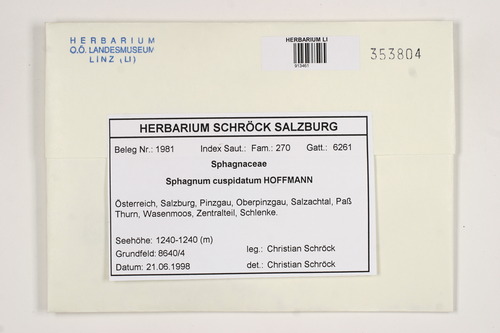 HERBARIUM
O.Ö. LANDESMUSEUM
LINZ (LI)
HERBARIUM LI
913461
353804
HERBARIUM SCHRÖCK SALZBURG
Beleg Nr.: 1981 Index Saut.: Fam.: 270 Gatt.: 6261
Sphagnaceae
Sphagnum cuspidatum HOFFMANN
Österreich, Salzburg, Pinzgau, Oberpinzgau, Salzachtal, Paß
Thurn, Wasenmoos, Zentralteil, Schlenke.
Seehöhe: 1240-1240 (m)
Grundfeld: 8640/4
leg.: Christian Schröck
Datum: 21.06.1998
det.: Christian Schröck